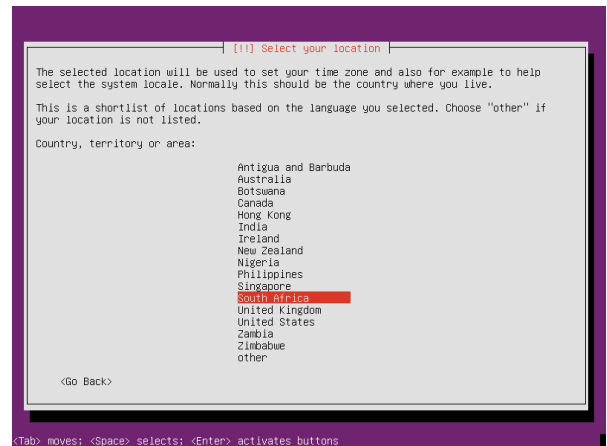 [!!] Select your location
The selected location will be used to set your time zone and also for example to help
select the system locale. Normally this should be the country where you live.
This is a shortlist of locations based on the language you selected. Choose "other" if
your location is not listed.
Country, territory or area:
Antigua and Barbuda
Australia
Botswana
Canada
Hong Kong
India
Ireland
New Zealand
Nigeria
Philippines
Singapore
South Africa
United Kingdom
United States
Zambia
Zimbabwe
other
<Go Back>
<Tab> moves; <Space> selects; <Enter> activates buttons